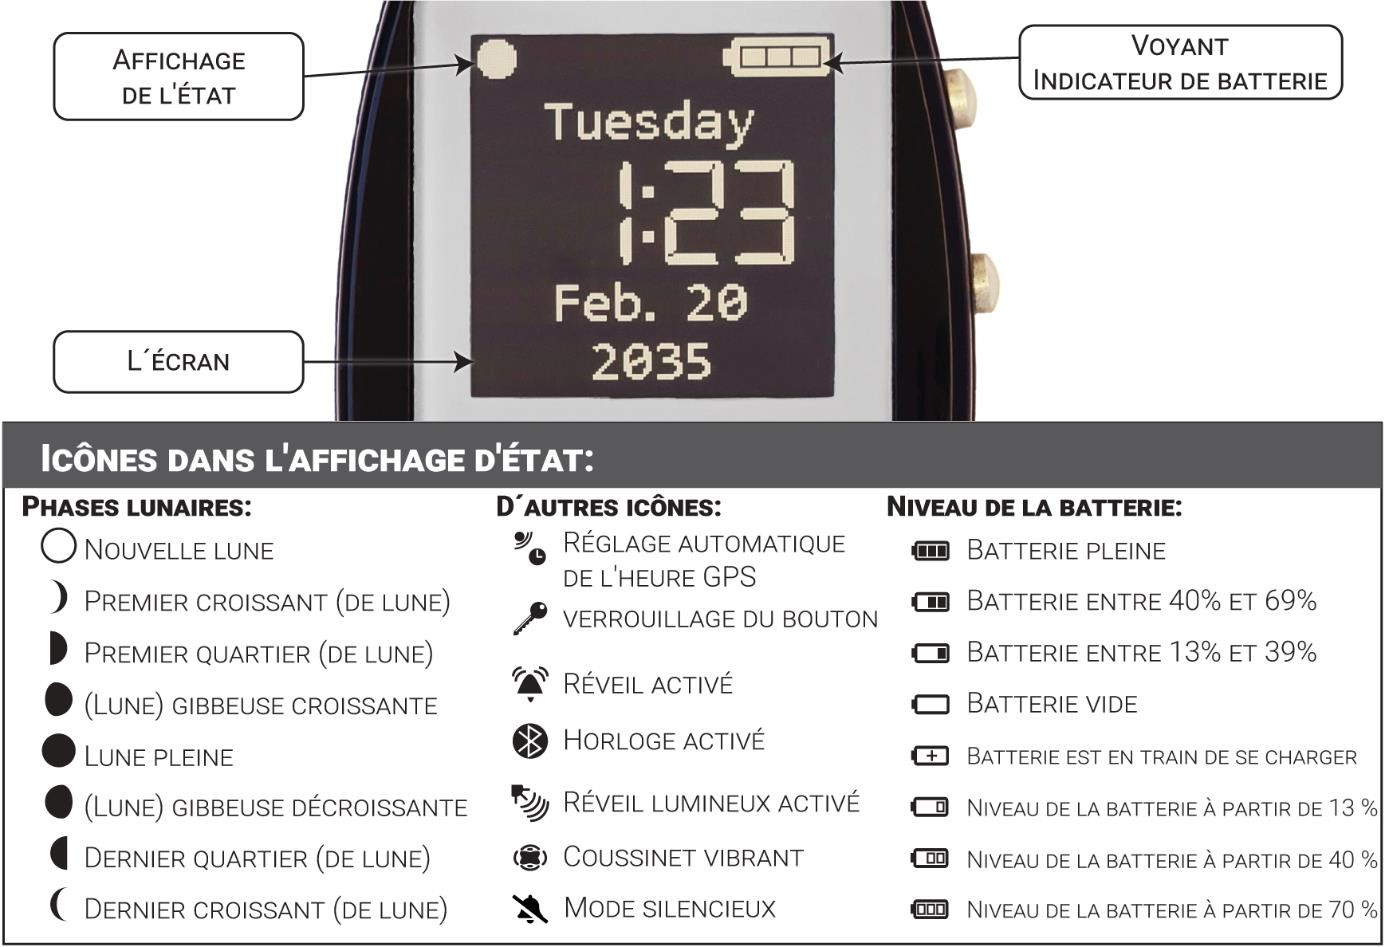 Affichage
de l'état
Voyant
Indicateur de batterie
Tuesday
1:23
Feb. 20
2035
L´écran
Icônes dans l'affichage d'état:
Phases lunaires:
Nouvelle lune
Premier croissant (de lune)
Premier quartier (de lune)
(Lune) gibbeuse croissante
Lune pleine
(Lune) gibbeuse décroissante
Dernier quartier (de lune)
Dernier croissant (de lune)
D´autres icônes:
Réglage automatique
de l'heure GPS
verrouillage du bouton
Réveil activé
Horloge activé
Réveil lumineux activé
Coussinet vibrant
Mode silencieux
Niveau de la batterie:
Batterie pleine
Batterie entre 40% et 69%
Batterie entre 13% et 39%
Batterie vide
Batterie est en train de se charger
Niveau de la batterie à partir de 13 %
Niveau de la batterie à partir de 40 %
Niveau de la batterie à partir de 70 %